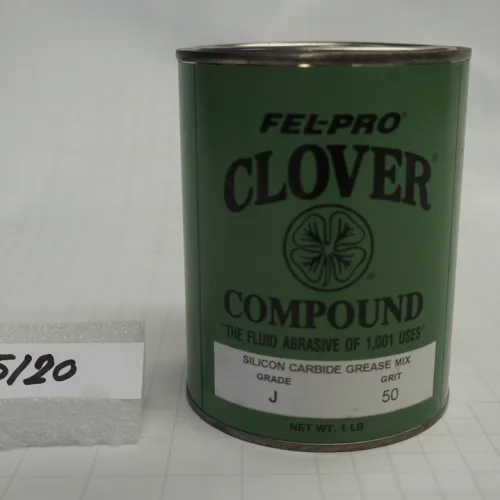 FEL-PRO®
CLOVER®
®
COMPOUND
"THE FLUID ABRASIVE OF 1,001 USES"
SILICON CARBIDE GREASE MIX
GRADE GRIT
J 50
NET WT. 1 LB
5/20